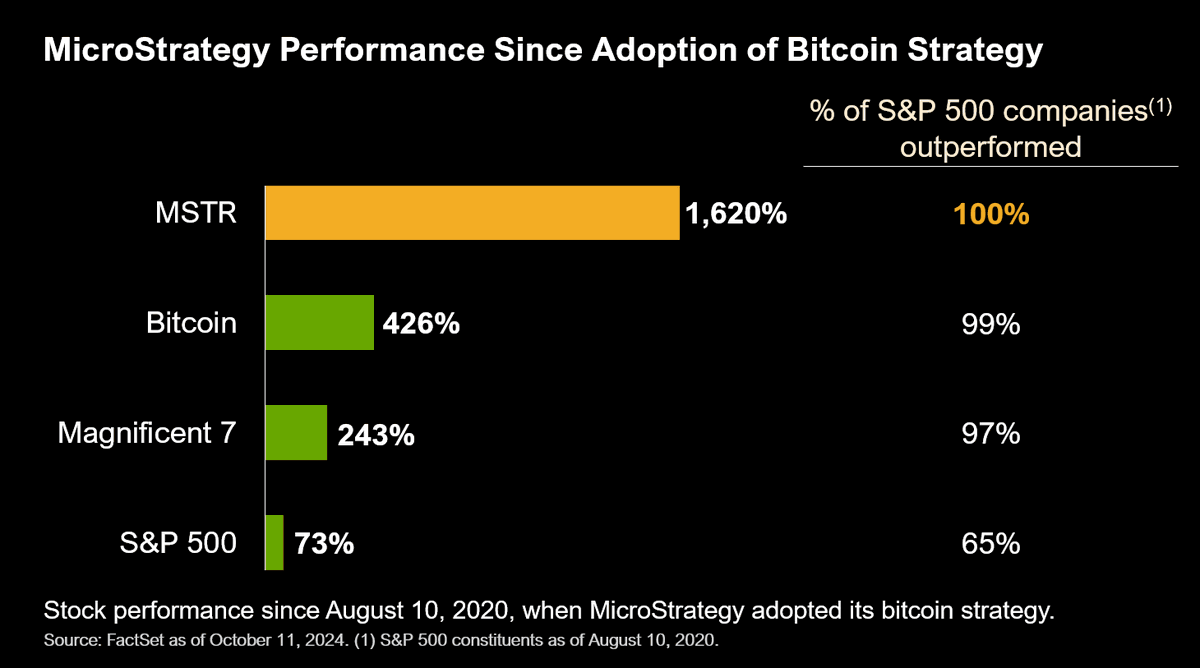 MicroStrategy Performance Since Adoption of Bitcoin Strategy
% of S&P 500 companies(1)
outperformed
MSTR 1,620% 100%
Bitcoin 426% 99%
Magnificent 7 243% 97%
S&P 500 73% 65%
Stock performance since August 10, 2020, when MicroStrategy adopted its bitcoin strategy.
Source: FactSet as of October 11, 2024. (1) S&P 500 constituents as of August 10, 2020.